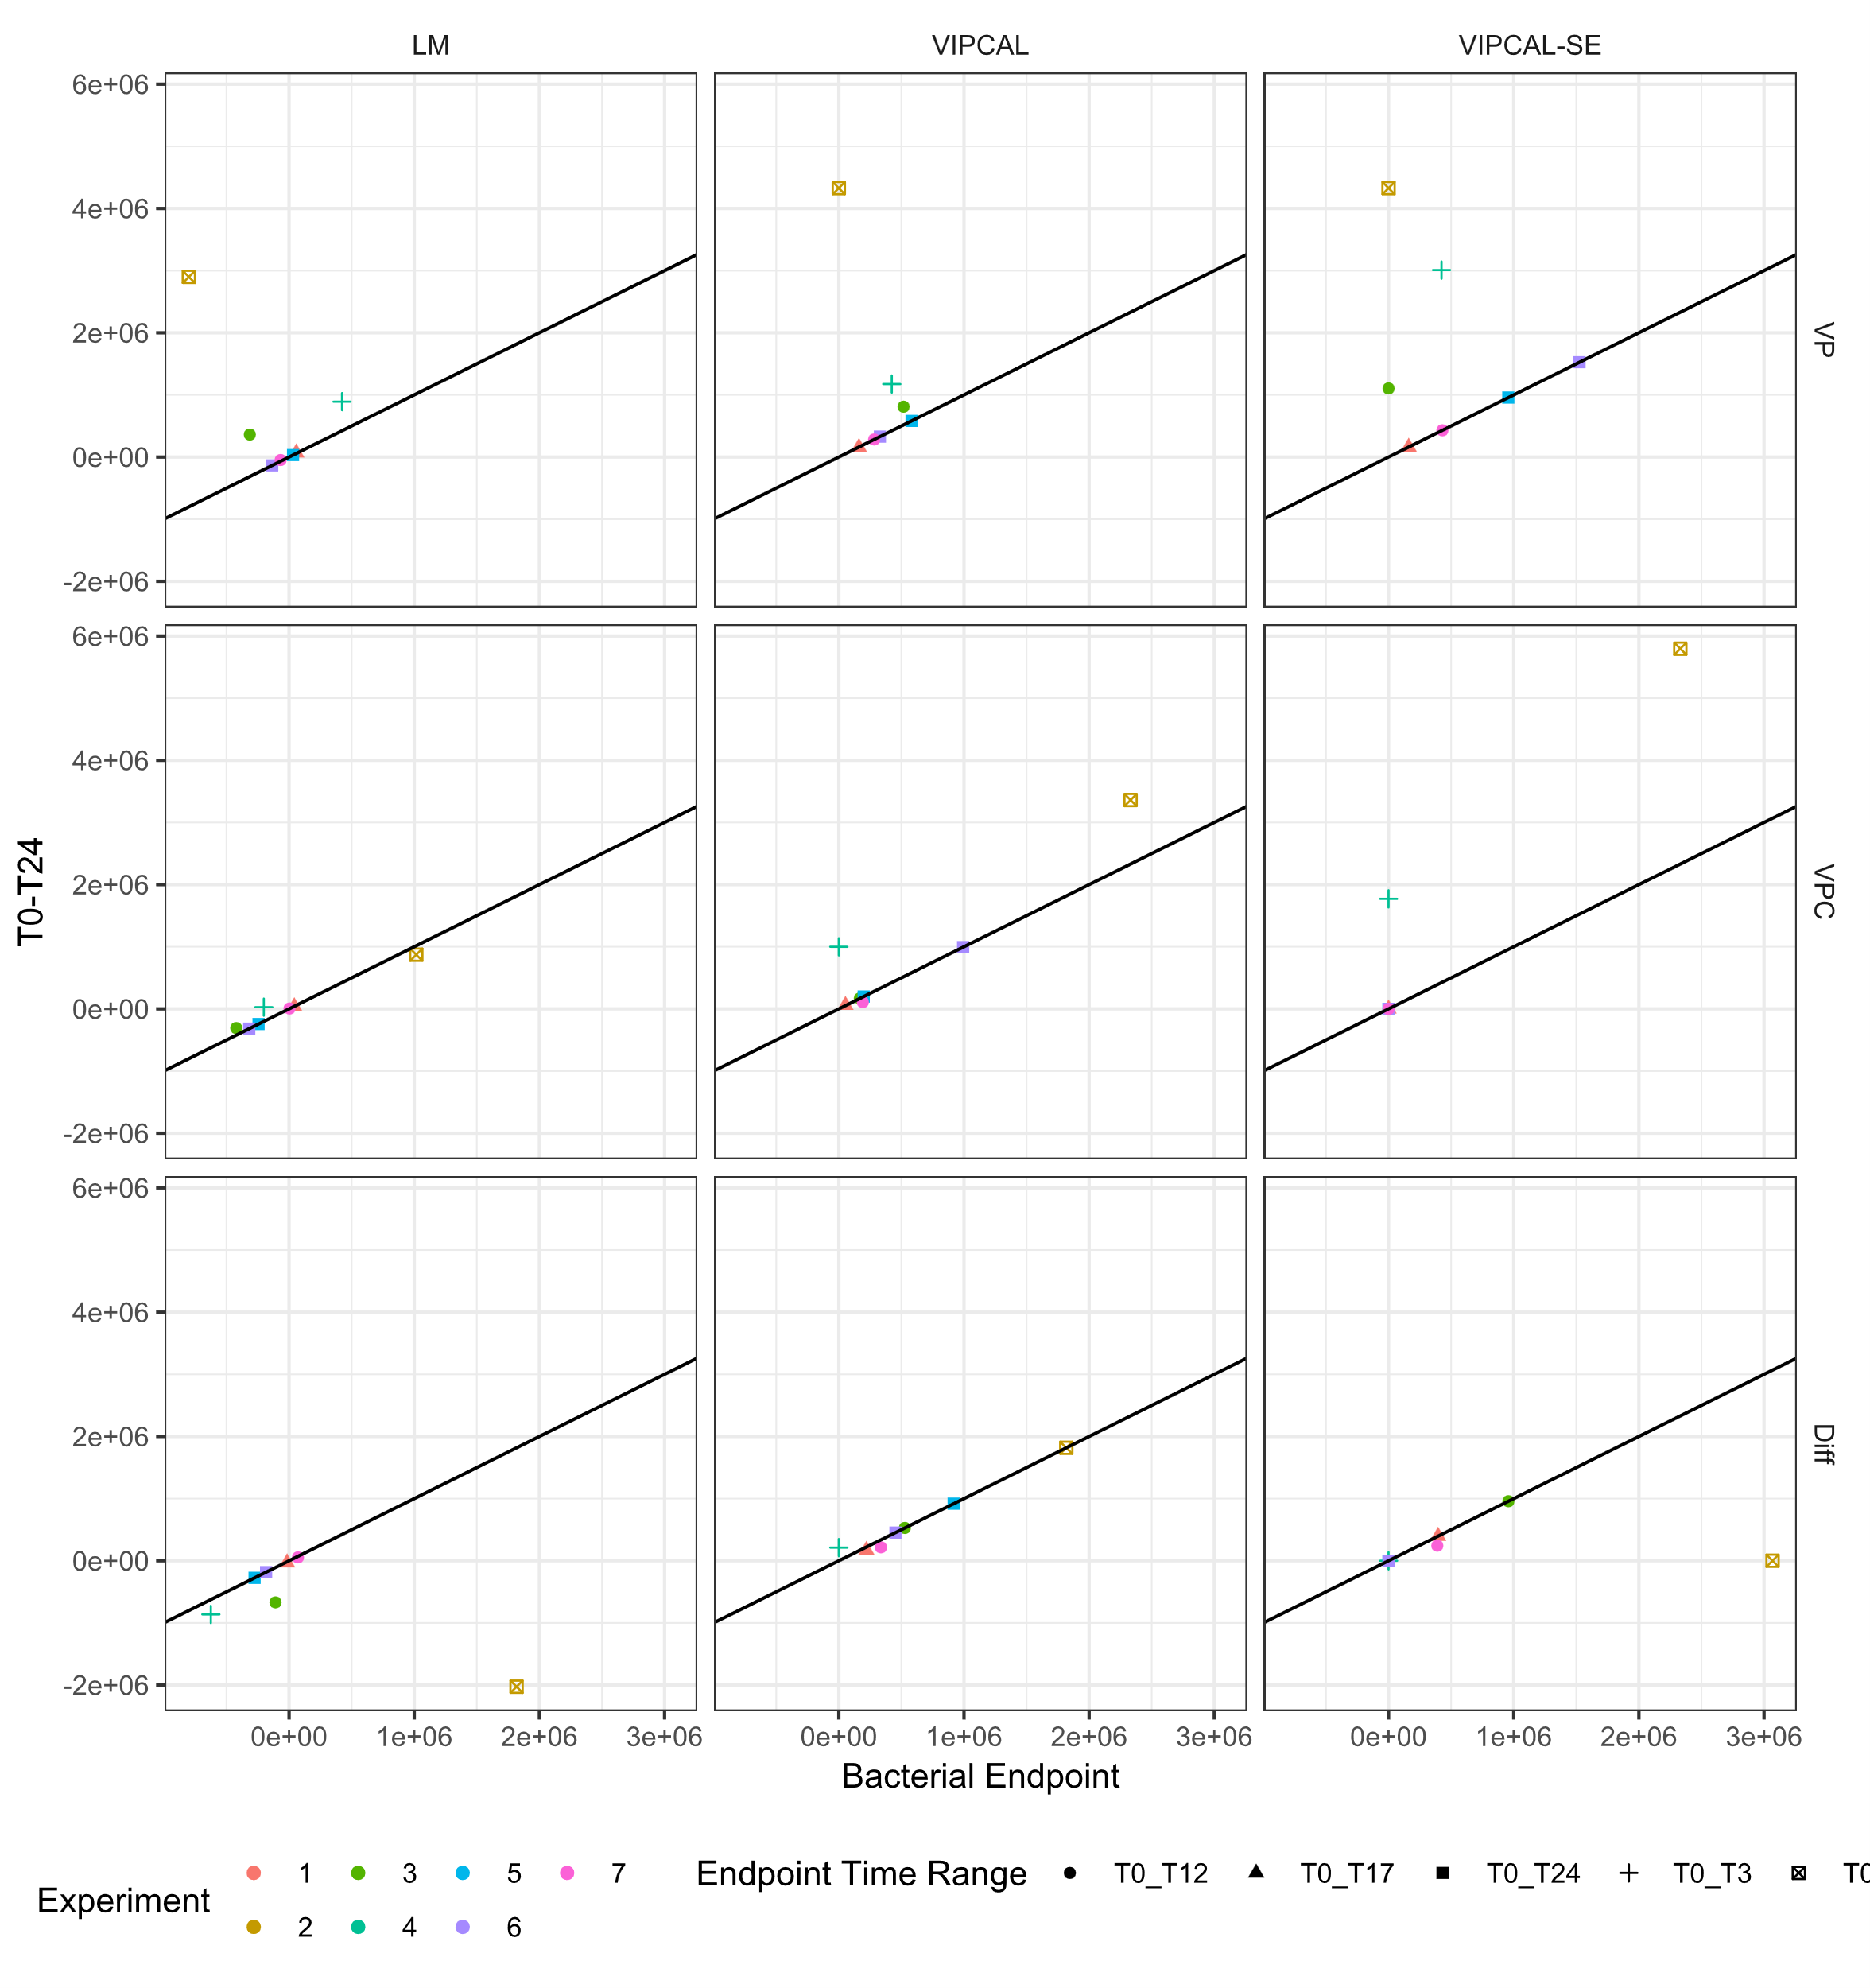 LM VIPCAL VIPCAL-SE
6e+06
4e+06
2e+06
0e+00
-2e+06
VP
6e+06
4e+06
2e+06
0e+00
-2e+06
VPC
T0-T24
6e+06
4e+06
2e+06
0e+00
-2e+06
Diff
0e+00 1e+06 2e+06 3e+06 0e+00 1e+06 2e+06 3e+06 0e+00 1e+06 2e+06 3e+06
Bacterial Endpoint
Experiment
1 3 5 7
2 4 6
Endpoint Time Range T0_T12 T0_T17 T0_T24 T0_T3